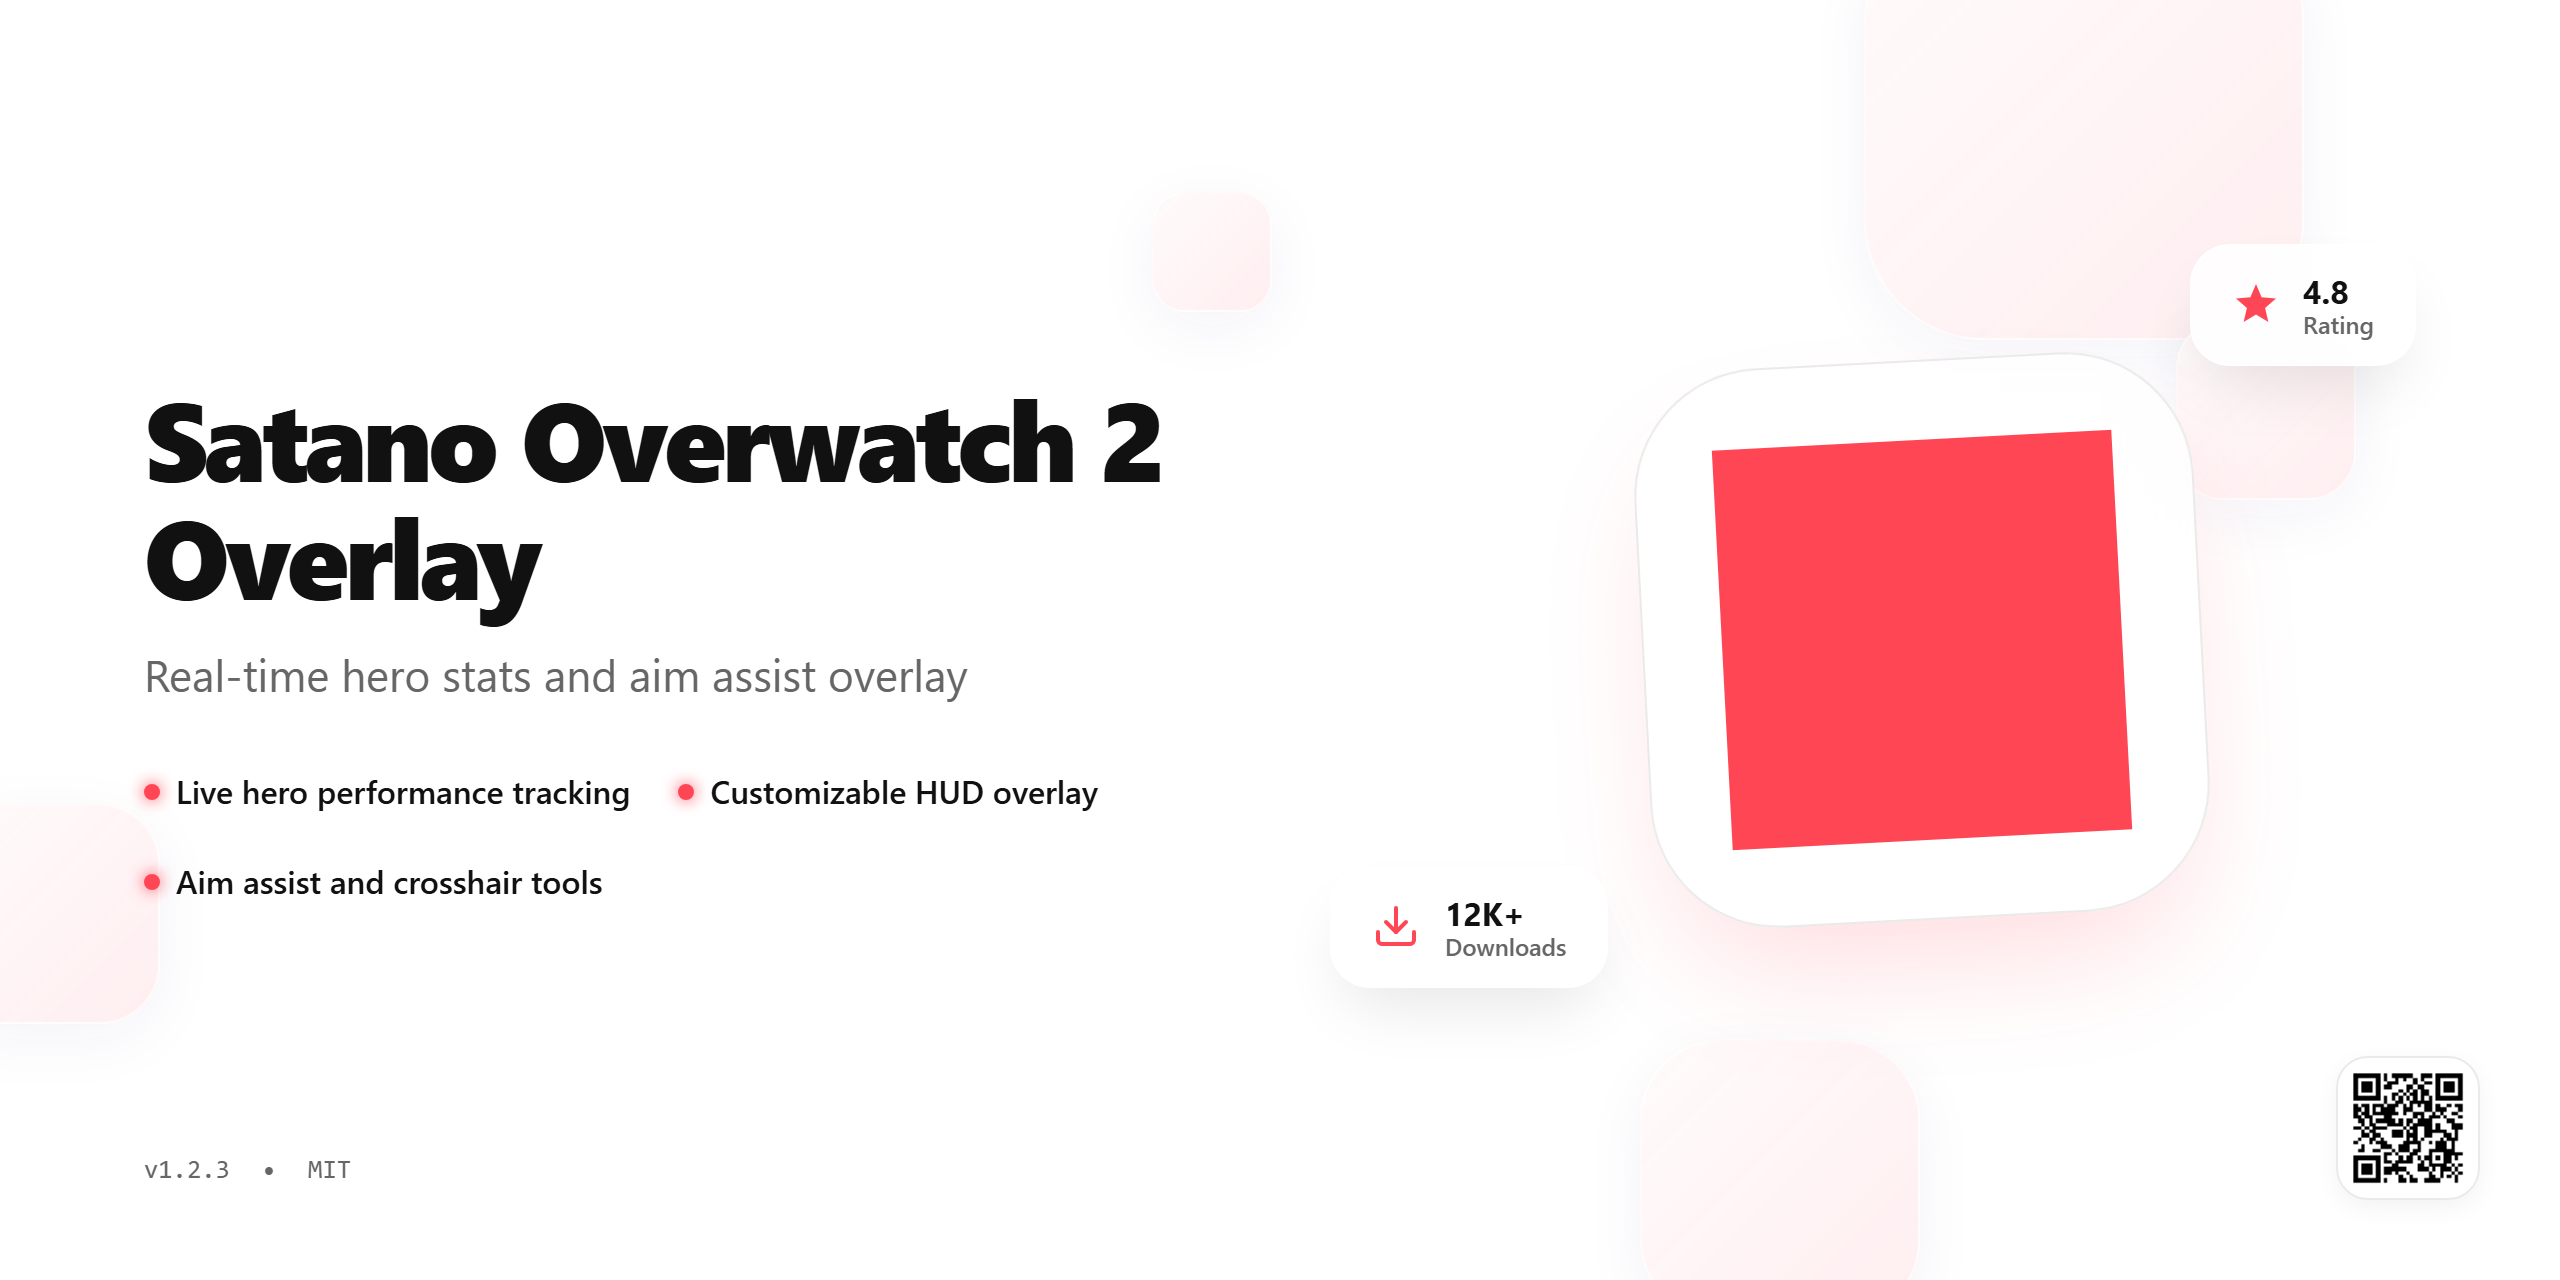 Satano Overwatch 2
Overlay
Real-time hero stats and aim assist overlay
Live hero performance tracking
Customizable HUD overlay
Aim assist and crosshair tools
4.8
Rating
12K+
Downloads
v1.2.3 • MIT